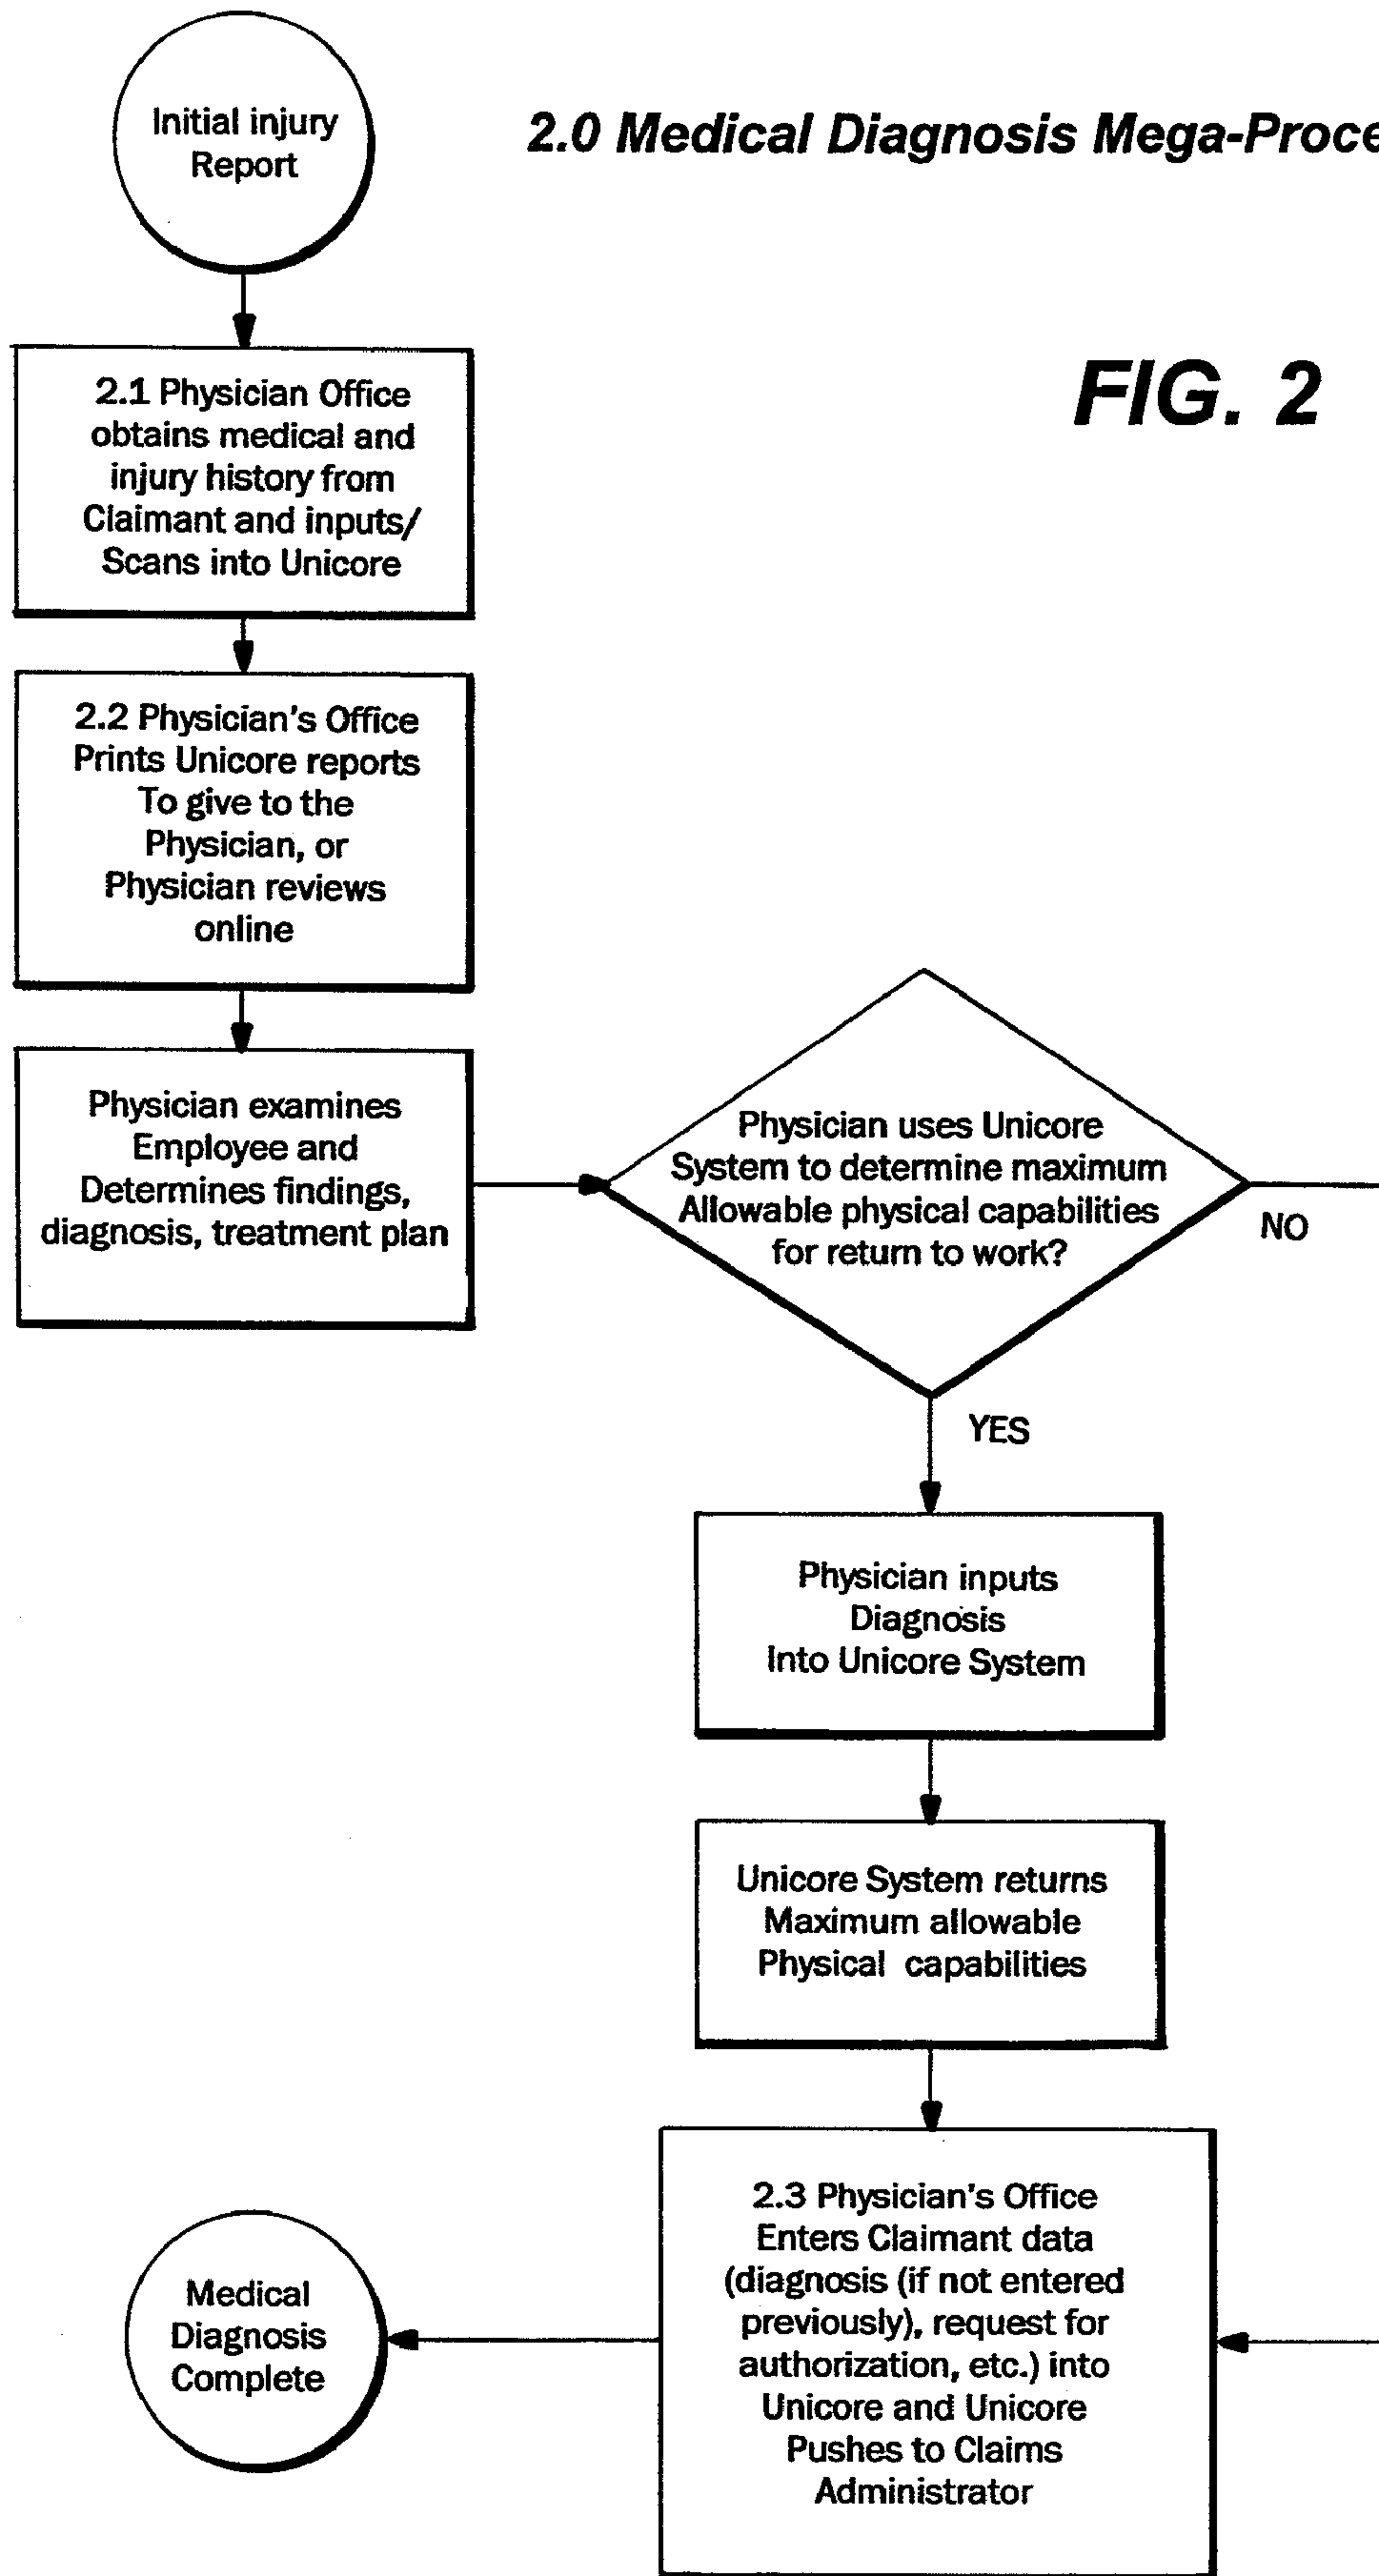 Initial injury
Report
2.0 Medical Diagnosis Mega-Proce
FIG. 2
2.1 Physician Office
obtains medical and
injury history from
Claimant and inputs/
Scans into Unicore
2.2 Physician's Office
Prints Unicore reports
To give to the
Physician, or
Physician reviews
online
Physician examines
Employee and
Determines findings,
diagnosis, treatment plan
Physician uses Unicore
System to determine maximum
Allowable physical capabilities
for return to work?
NO
YES
Physician inputs
Diagnosis
Into Unicore System
Unicore System returns
Maximum allowable
Physical capabilities
2.3 Physician's Office
Enters Claimant data
(diagnosis (if not entered
previously), request for
authorization, etc.) into
Unicore and Unicore
Pushes to Claims
Administrator
Medical
Diagnosis
Complete